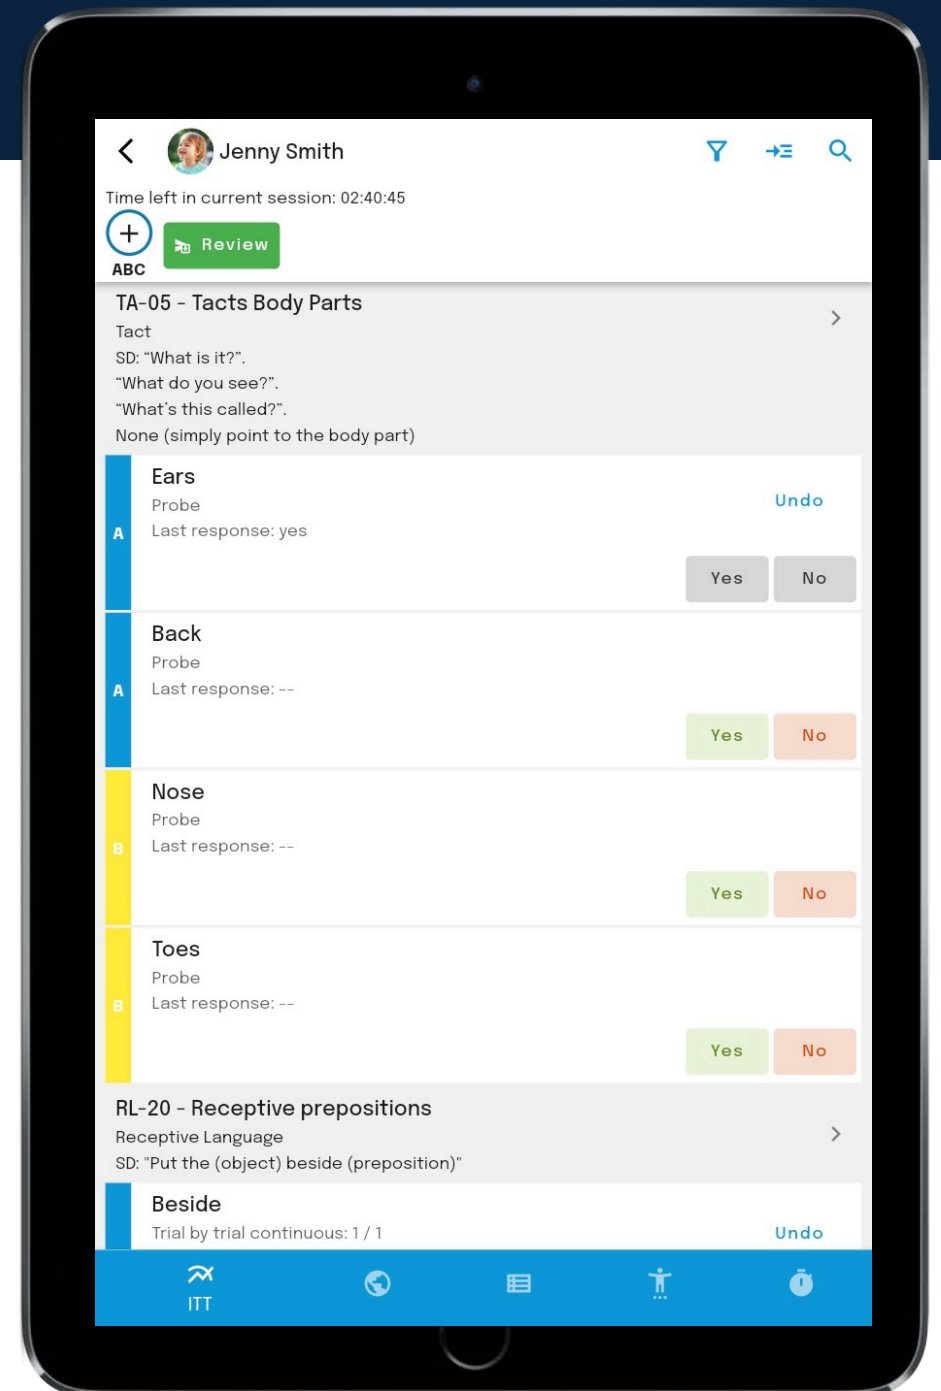 Jenny Smith
Time left in current session: 02:40:45
+
ABC
Review
TA-05 - Tacts Body Parts
Tact
SD: “What is it?”.
“What do you see?”.
“What’s this called?”.
None (simply point to the body part)
Ears
Probe
Undo
A
Last response: yes
Yes No
Back
Probe
A
Last response: --
Yes No
Nose
Probe
B
Last response: --
Yes No
Toes
Probe
B
Last response: --
Yes No
RL-20 - Receptive prepositions
Receptive Language
SD: "Put the (object) beside (preposition)"
Beside
Trial by trial continuous: 1 / 1
Undo
ITT